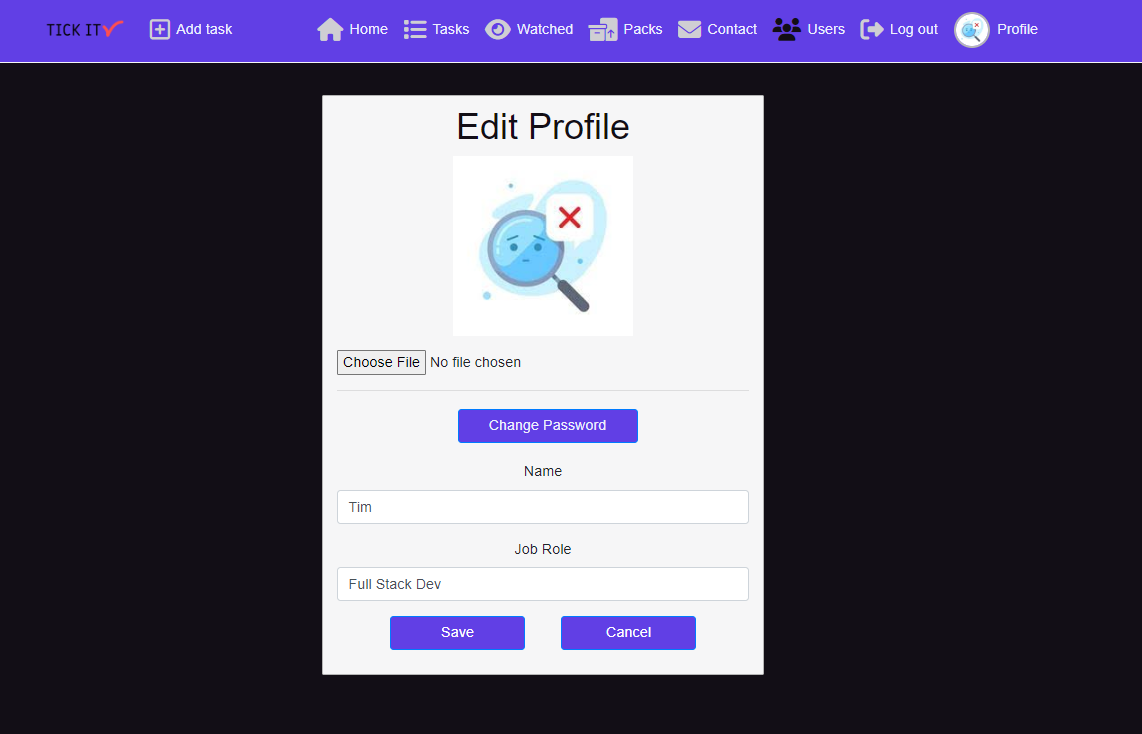 TICK IT Add task Home Tasks Watched Packs Contact Users Log out Profile
Edit Profile
Choose File No file chosen
Change Password
Name
Tim
Job Role
Full Stack Dev
Save Cancel